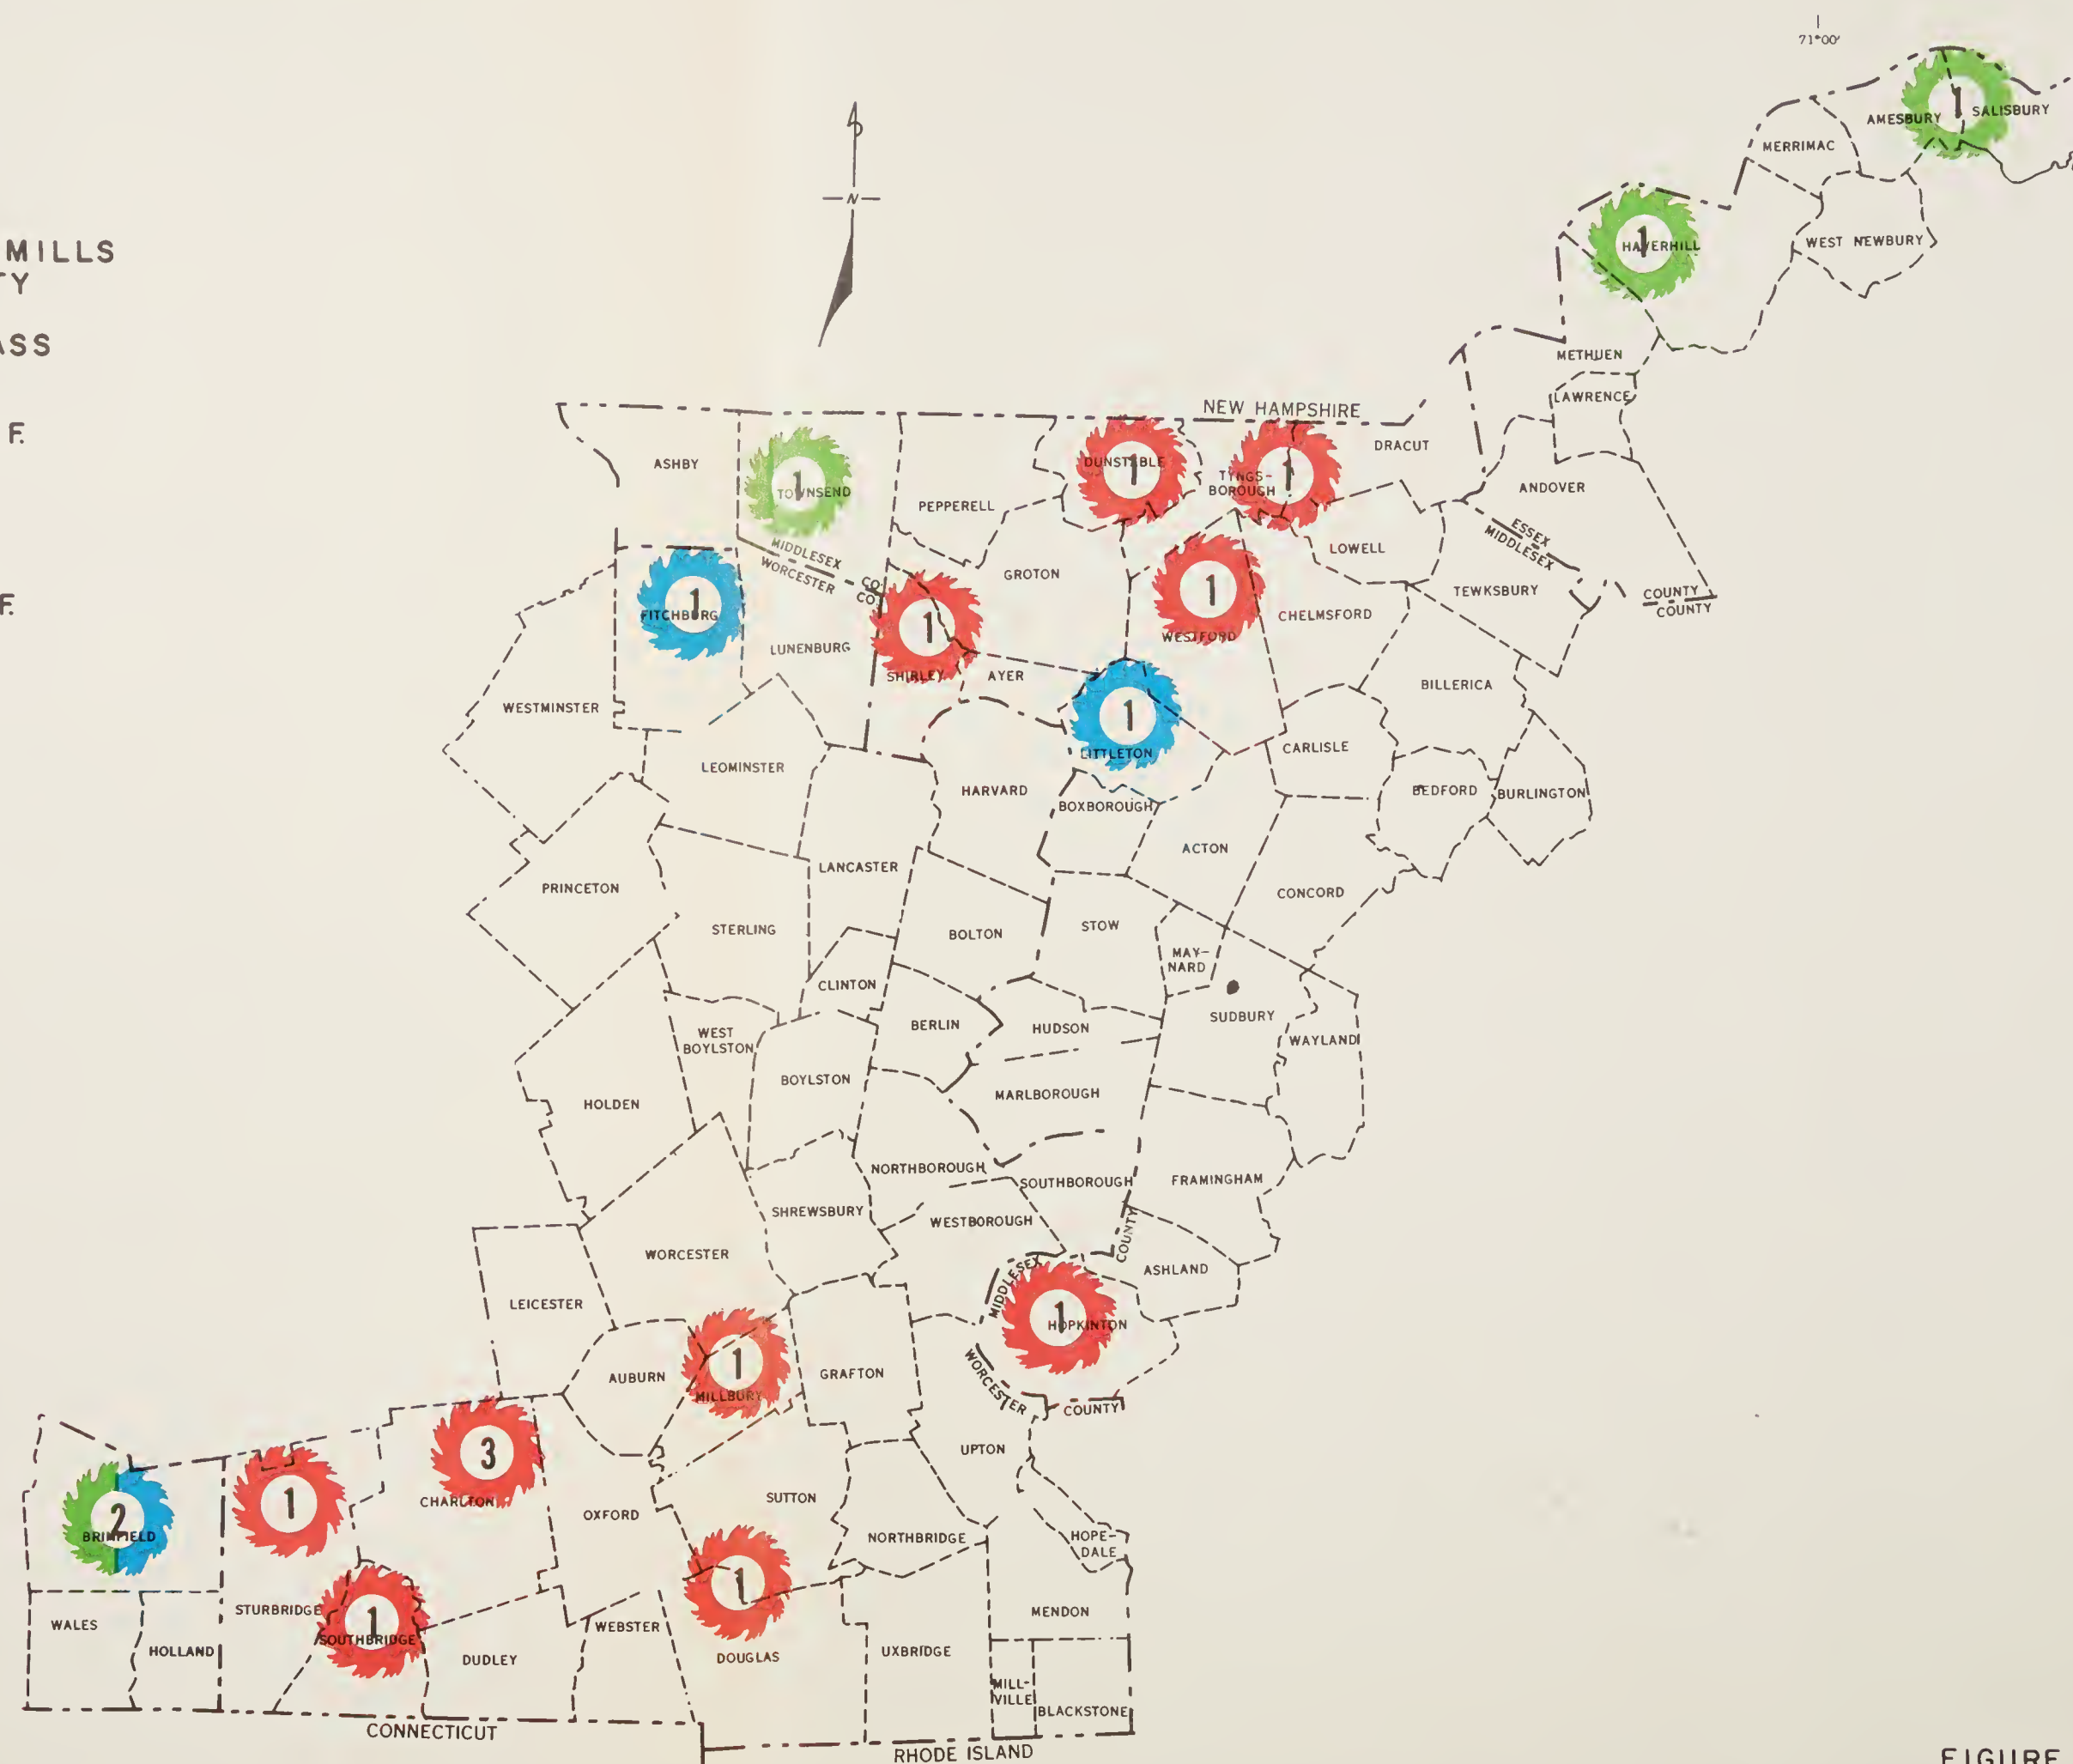 71°00'
MILLS
TY
ASS
F.
F.
N
1
AMESBURY
SALISBURY
MERRIMAC
1
HAVERHILL
WEST NEWBURY
METHUEN
LAWRENCE
NEW HAMPSHIRE
DRACUT
ASHBY
1
TOWNSEND
PEPPERELL
1
DUNSTABLE
1
TYNGS-
BOROUGH
ANDOVER
ESSEX
MIDDLESEX
COUNTY
COUNTY
MIDDLESEX CO.
WORCESTER CO.
LOWELL
GROTON
TEWKSBURY
1
FITCHBURG
1
WESTFORD
CHELMSFORD
LUNENBURG
1
SHIRLEY
AYER
BILLERICA
WESTMINSTER
1
LITTLETON
CARLISLE
LEOMINSTER
HARVARD
BOXBOROUGH
BEDFORD
BURLINGTON
ACTON
LANCASTER
PRINCETON
CONCORD
STERLING
BOLTON
STOW
MAY-
NARD
CLINTON
SUDBURY
BERLIN
HUDSON
WEST
BOYLSTON
WAYLAND
BOYLSTON
MARLBOROUGH
HOLDEN
NORTHBOROUGH
SOUTHBOROUGH
FRAMINGHAM
SHREWSBURY
WESTBOROUGH
COUNTY
MIDDLESEX
WORCESTER
ASHLAND
LEICESTER
1
HOPKINTON
WORCESTER
COUNTY
AUBURN
1
MILLBURY
GRAFTON
UPTON
3
CHARLTON
1
2
BRIMFIELD
OXFORD
SUTTON
NORTHBRIDGE
HOPE-
DALE
1
DOUGLAS
WALES
HOLLAND
STURBRIDGE
1
SOUTHBRIDGE
DUDLEY
WEBSTER
UXBRIDGE
MENDON
MILL-
VILLE
BLACKSTONE
CONNECTICUT
RHODE ISLAND
FIGURE